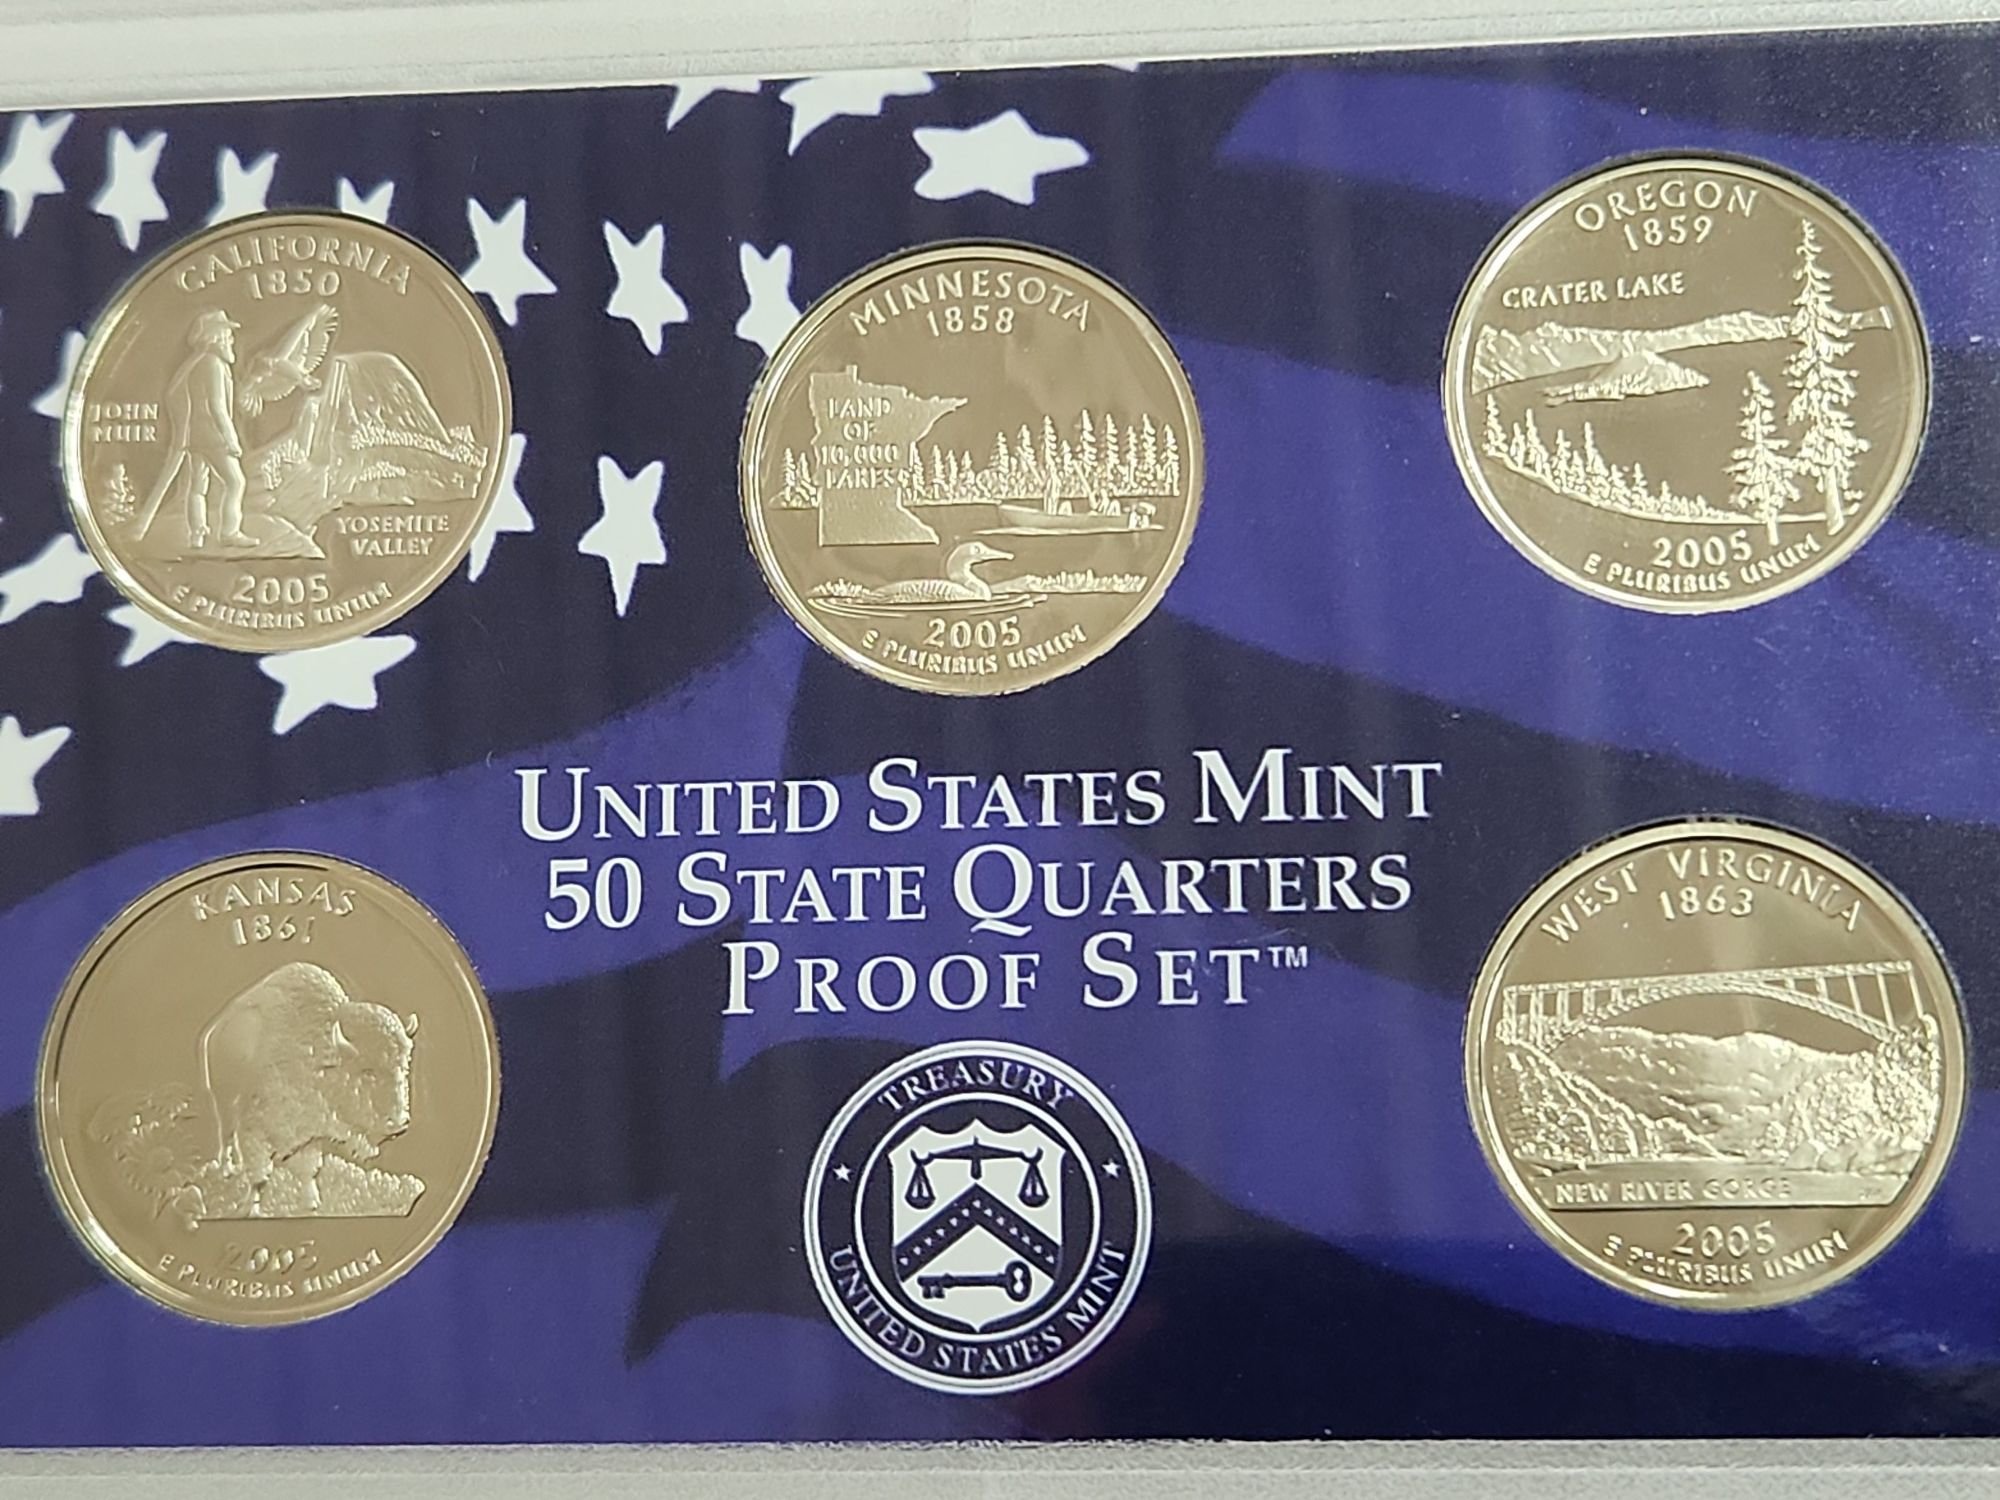 CALIFORNIA
1850
JOHN
MUIR
YOSEMITE
VALLEY
2005
E PLURIBUS UNUM
MINNESOTA
1858
LAND
OF
10,000
LAKES
2005
E PLURIBUS UNUM
OREGON
1859
CRATER LAKE
2005
E PLURIBUS UNUM
UNITED STATES MINT
50 STATE QUARTERS
PROOF SET™
KANSAS
1861
2005
E PLURIBUS UNUM
TREASURY
UNITED STATES MINT
WEST VIRGINIA
1863
NEW RIVER GORGE
2005
E PLURIBUS UNUM